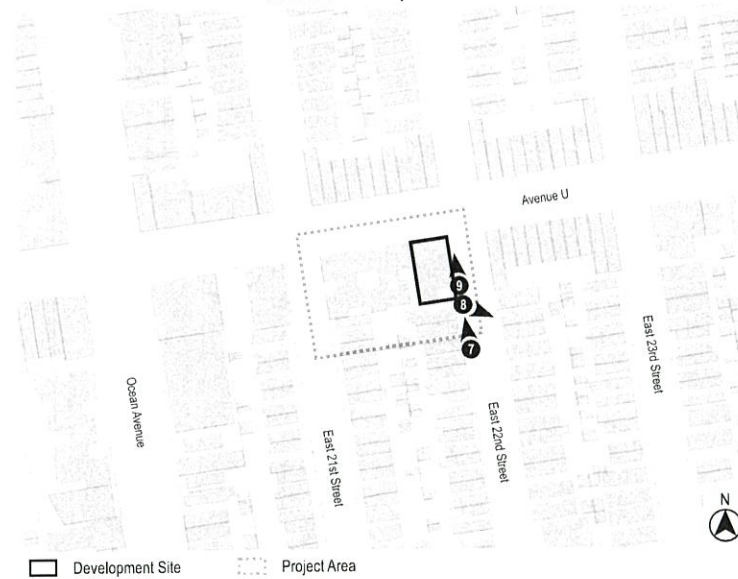 Avenue U
9
8
7
East 23rd Street
Ocean Avenue
East 22nd Street
East 21st Street
N
Development Site
Project Area